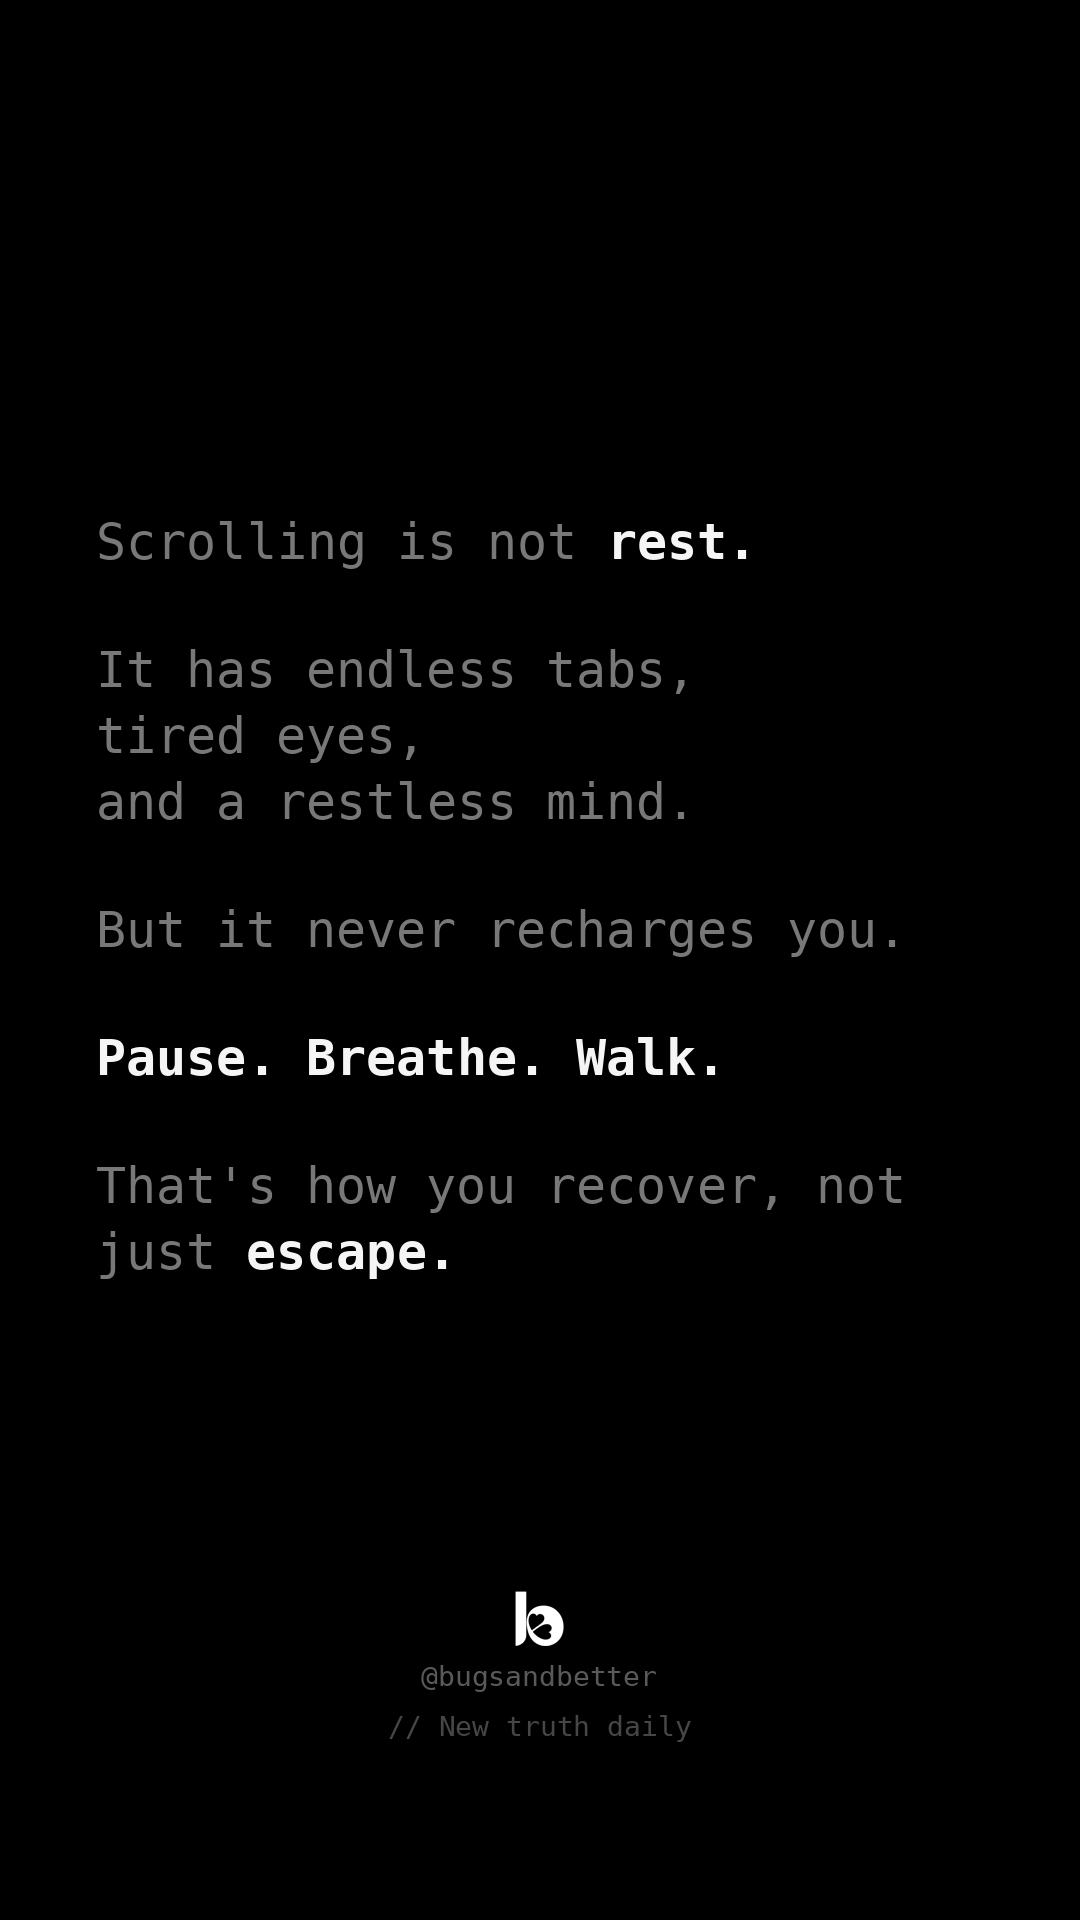 Scrolling is not rest.
It has endless tabs,
tired eyes,
and a restless mind.
But it never recharges you.
Pause. Breathe. Walk.
That's how you recover, not
just escape.
b
@bugsandbetter
// New truth daily